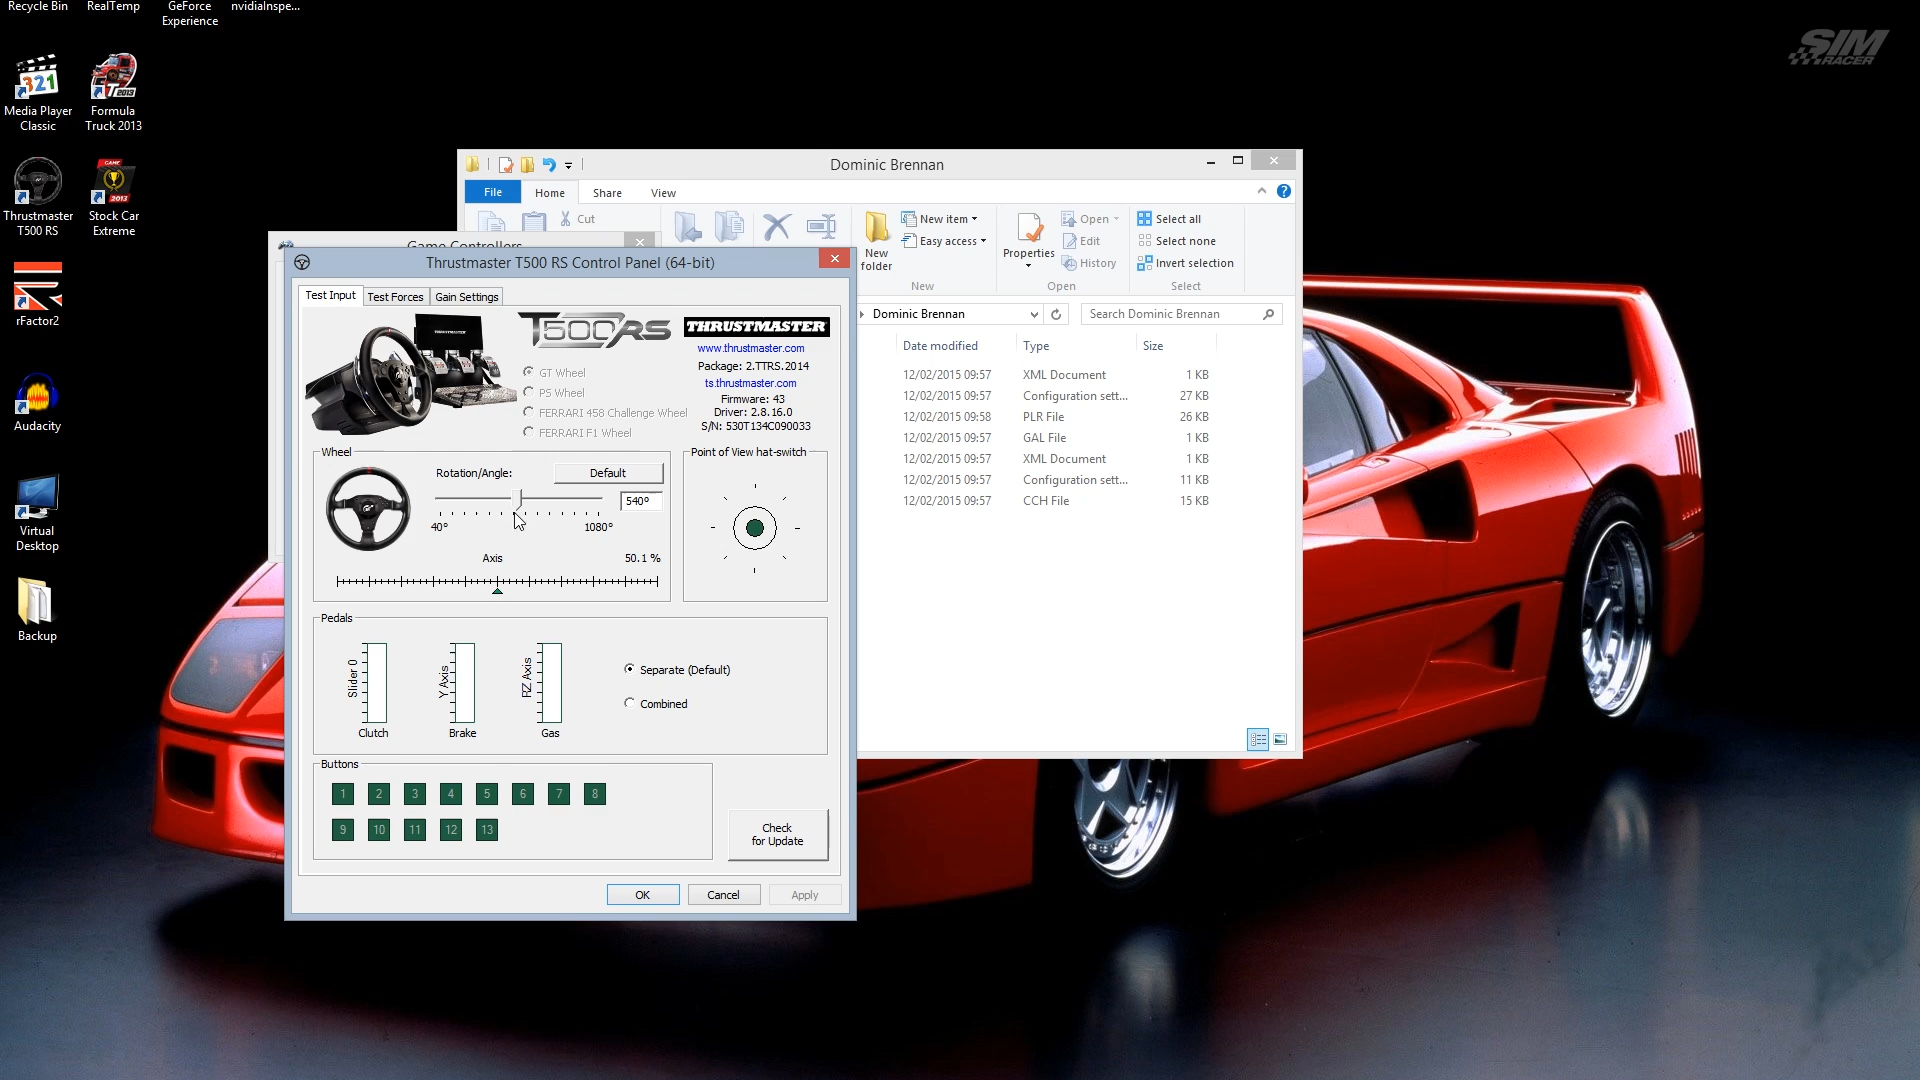 Recycle Bin
RealTemp
GeForce Experience
nvidiaInspe...
Media Player Classic
Formula Truck 2013
Thrustmaster T500 RS
Stock Car Extreme
rFactor2
Audacity
Virtual Desktop
Backup
SIM RACER
Dominic Brennan
File
Home
Share
View
Cut
New folder
New item
Easy access
New
Properties
Open
Edit
History
Open
Select all
Select none
Invert selection
Select
Dominic Brennan
Search Dominic Brennan
Date modified Type Size
12/02/2015 09:57 XML Document 1 KB
12/02/2015 09:57 Configuration sett... 27 KB
12/02/2015 09:58 PLR File 26 KB
12/02/2015 09:57 GAL File 1 KB
12/02/2015 09:57 XML Document 1 KB
12/02/2015 09:57 Configuration sett... 11 KB
12/02/2015 09:57 CCH File 15 KB
Game Controllers
Thrustmaster T500 RS Control Panel (64-bit)
Test Input
Test Forces
Gain Settings
T500RS
THRUSTMASTER
www.thrustmaster.com
Package: 2.TTRS.2014
ts.thrustmaster.com
Firmware: 43
Driver: 2.8.16.0
S/N: 530T134C090033
GT Wheel
PS Wheel
FERRARI 458 Challenge Wheel
FERRARI F1 Wheel
Wheel
Rotation/Angle:
Default
540°
40°
1080°
Axis
50.1 %
Point of View hat-switch
Pedals
Slider 0
Clutch
Y Axis
Brake
RZ Axis
Gas
Separate (Default)
Combined
Buttons
1 2 3 4 5 6 7 8
9 10 11 12 13
Check for Update
OK
Cancel
Apply